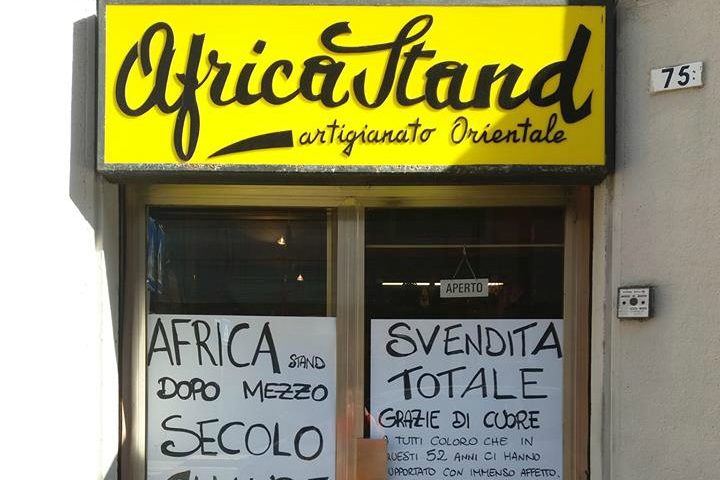 Africa Stand
artigianato Orientale
75
APERTO
AFRICA STAND
DOPO MEZZO
SECOLO
SVENDITA
TOTALE
GRAZIE DI CUORE
A TUTTI COLORO CHE IN
QUESTI 52 ANNI CI HANNO
SUPPORTATO CON IMMENSO AFFETTO.